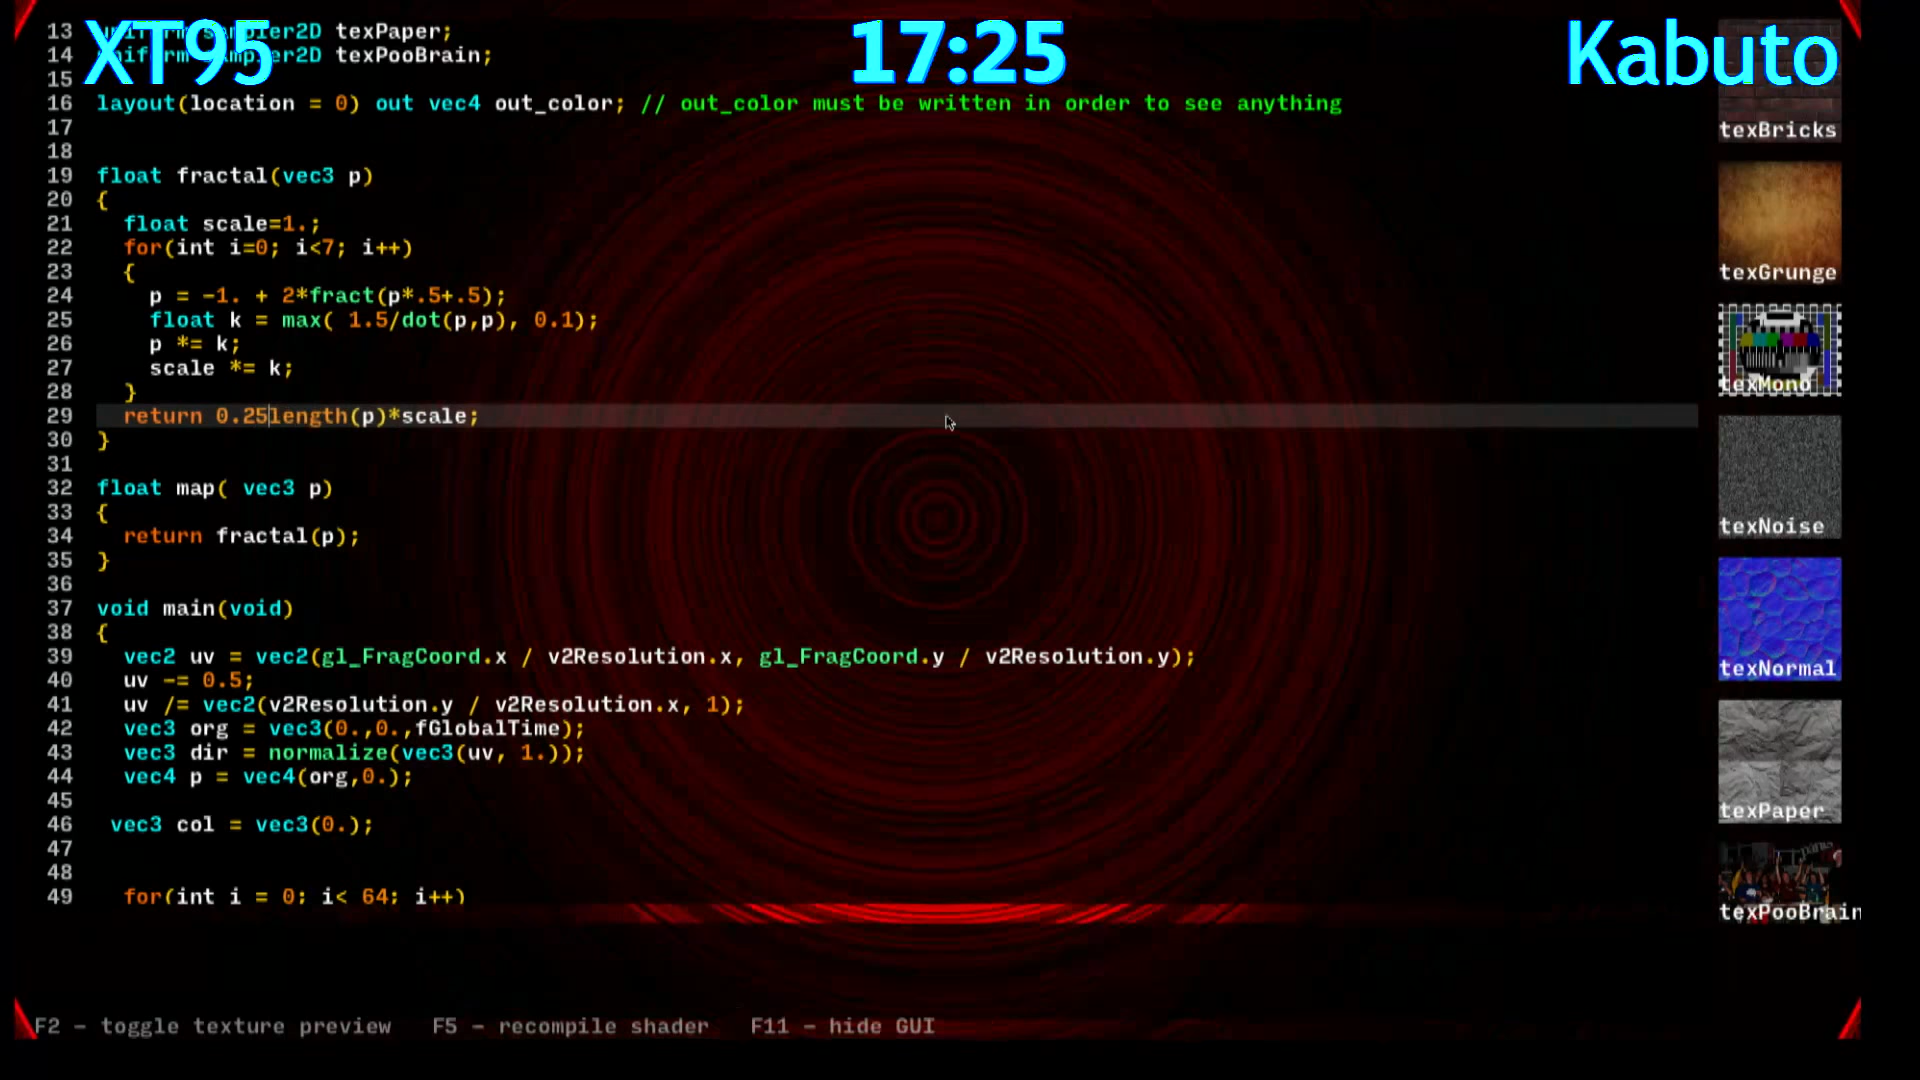 XT95
17:25
Kabuto
13 uniform sampler2D texPaper;
14 uniform sampler2D texPooBrain;
15
16 layout(location = 0) out vec4 out_color; // out_color must be written in order to see anything
17
18
19 float fractal(vec3 p)
20 {
21 float scale=1.;
22 for(int i=0; i<7; i++)
23 {
24 p = -1. + 2*fract(p*.5+.5);
25 float k = max( 1.5/dot(p,p), 0.1);
26 p *= k;
27 scale *= k;
28 }
29 return 0.25length(p)*scale;
30 }
31
32 float map( vec3 p)
33 {
34 return fractal(p);
35 }
36
37 void main(void)
38 {
39 vec2 uv = vec2(gl_FragCoord.x / v2Resolution.x, gl_FragCoord.y / v2Resolution.y);
40 uv -= 0.5;
41 uv /= vec2(v2Resolution.y / v2Resolution.x, 1);
42 vec3 org = vec3(0.,0.,fGlobalTime);
43 vec3 dir = normalize(vec3(uv, 1.));
44 vec4 p = vec4(org,0.);
45
46 vec3 col = vec3(0.);
47
48
49 for(int i = 0; i< 64; i++)
texBricks
texGrunge
texMono
texNoise
texNormal
texPaper
texPooBrain
F2 - toggle texture preview F5 - recompile shader F11 - hide GUI